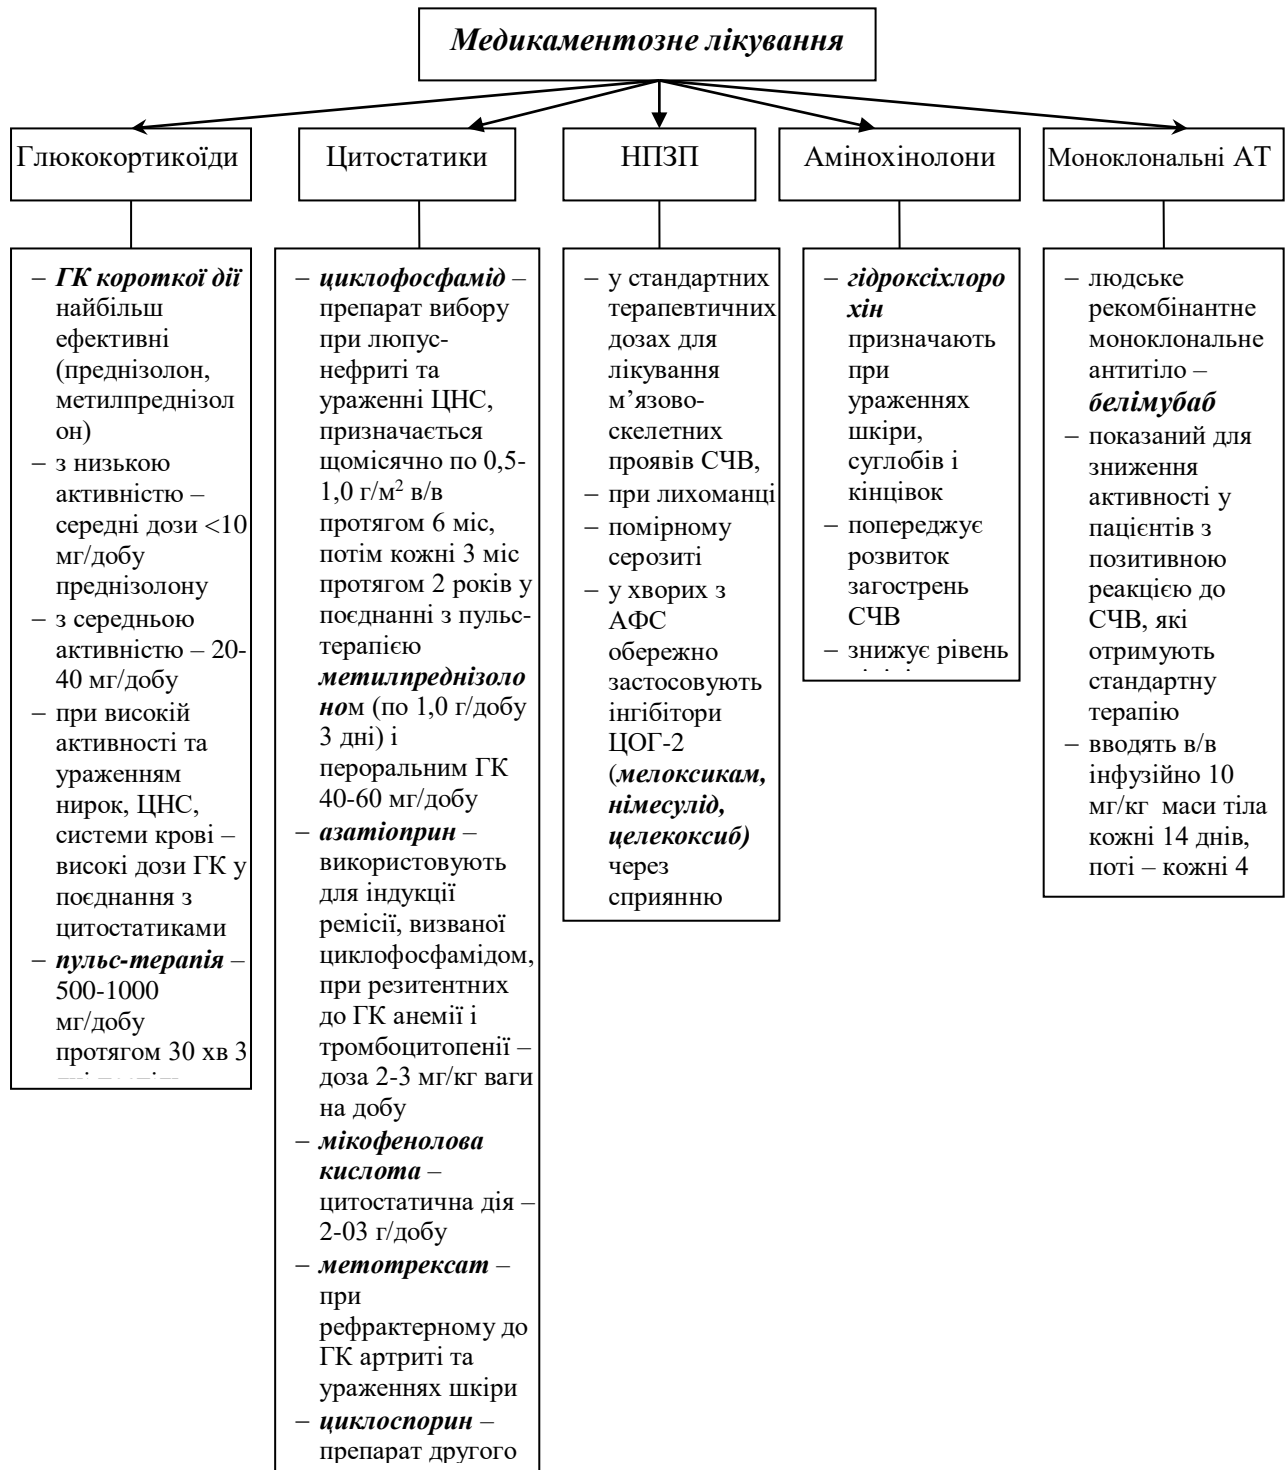 Медикаментозне лікування
Глюкокортикоїди
Цитостатики
НПЗП
Амінохінолони
Моноклональні АТ
– ГК короткої дії
найбільш
ефективні
(преднізолон,
метилпреднізол
он)
– з низькою
активністю –
середні дози <10
мг/добу
преднізолону
– з середньою
активністю – 20-
40 мг/добу
– при високій
активності та
ураженням
нирок, ЦНС,
системи крові –
високі дози ГК у
поєднання з
цитостатиками
– пульс-терапія –
500-1000
мг/добу
протягом 30 хв 3
– циклофосфамід –
препарат вибору
при люпус-
нефриті та
ураженні ЦНС,
призначається
щомісячно по 0,5-
1,0 г/м² в/в
протягом 6 міс,
потім кожні 3 міс
протягом 2 років у
поєднанні з пульс-
терапією
метилпреднізоло
ном (по 1,0 г/добу
3 дні) і
пероральним ГК
40-60 мг/добу
– азатіоприн –
використовують
для індукції
ремісії, визваної
циклофосфамідом,
при резитентних
до ГК анемії і
тромбоцитопенії –
доза 2-3 мг/кг ваги
на добу
– мікофенолова
кислота –
цитостатична дія –
2-03 г/добу
– метотрексат –
при
рефрактерному до
ГК артриті та
ураженнях шкіри
– циклоспорин –
препарат другого
– у стандартних
терапевтичних
дозах для
лікування
м’язово-
скелетних
проявів СЧВ,
– при лихоманці
– помірному
серозиті
– у хворих з
АФС
обережно
застосовують
інгібітори
ЦОГ-2
(мелоксикам,
німесулід,
целекоксиб)
через
сприянню
– гідроксіхлоро
хін
призначають
при
ураженнях
шкіри,
суглобів і
кінцівок
– попереджує
розвиток
загострень
СЧВ
– знижує рівень
– людське
рекомбінантне
моноклональне
антитіло –
белімубаб
– показаний для
зниження
активності у
пацієнтів з
позитивною
реакцією до
СЧВ, які
отримують
стандартну
терапію
– вводять в/в
інфузійно 10
мг/кг маси тіла
кожні 14 днів,
поті – кожні 4